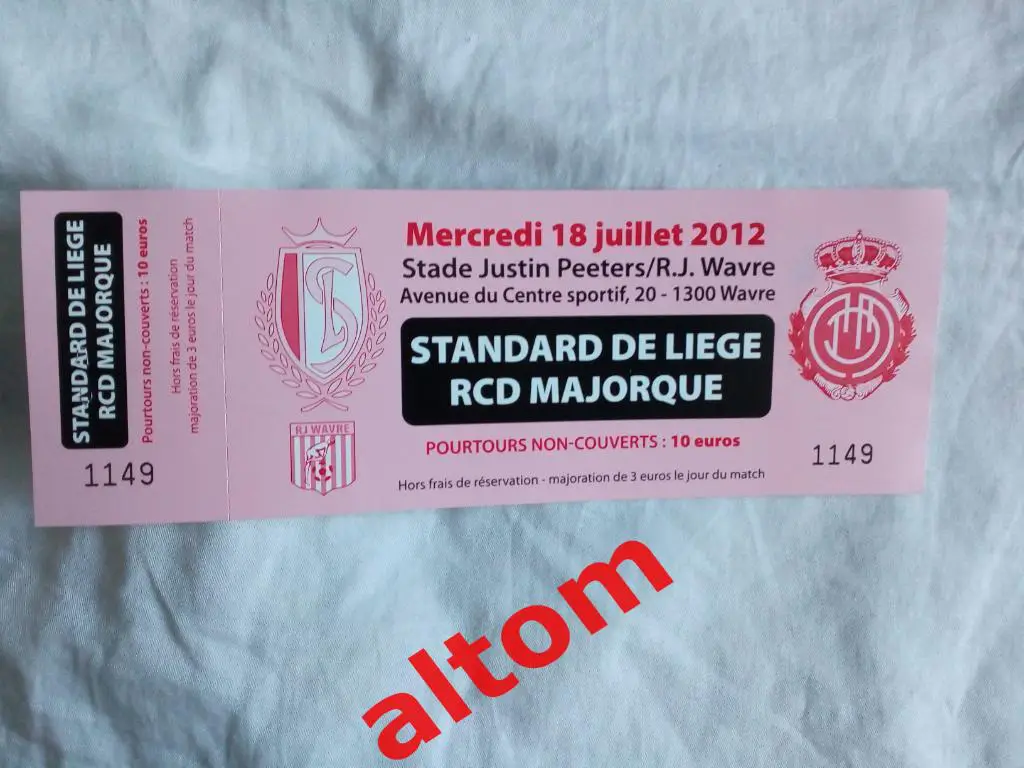 STANDARD DE LIEGE
RCD MAJORQUE
Pourtours non-couverts : 10 euros
Hors frais de réservation
majoration de 3 euros le jour du match
1149
RJ WAVRE
Mercredi 18 juillet 2012
Stade Justin Peeters/R.J. Wavre
Avenue du Centre sportif, 20 - 1300 Wavre
STANDARD DE LIEGE
RCD MAJORQUE
POURTOURS NON-COUVERTS : 10 euros
Hors frais de réservation - majoration de 3 euros le jour du match
1149
altom